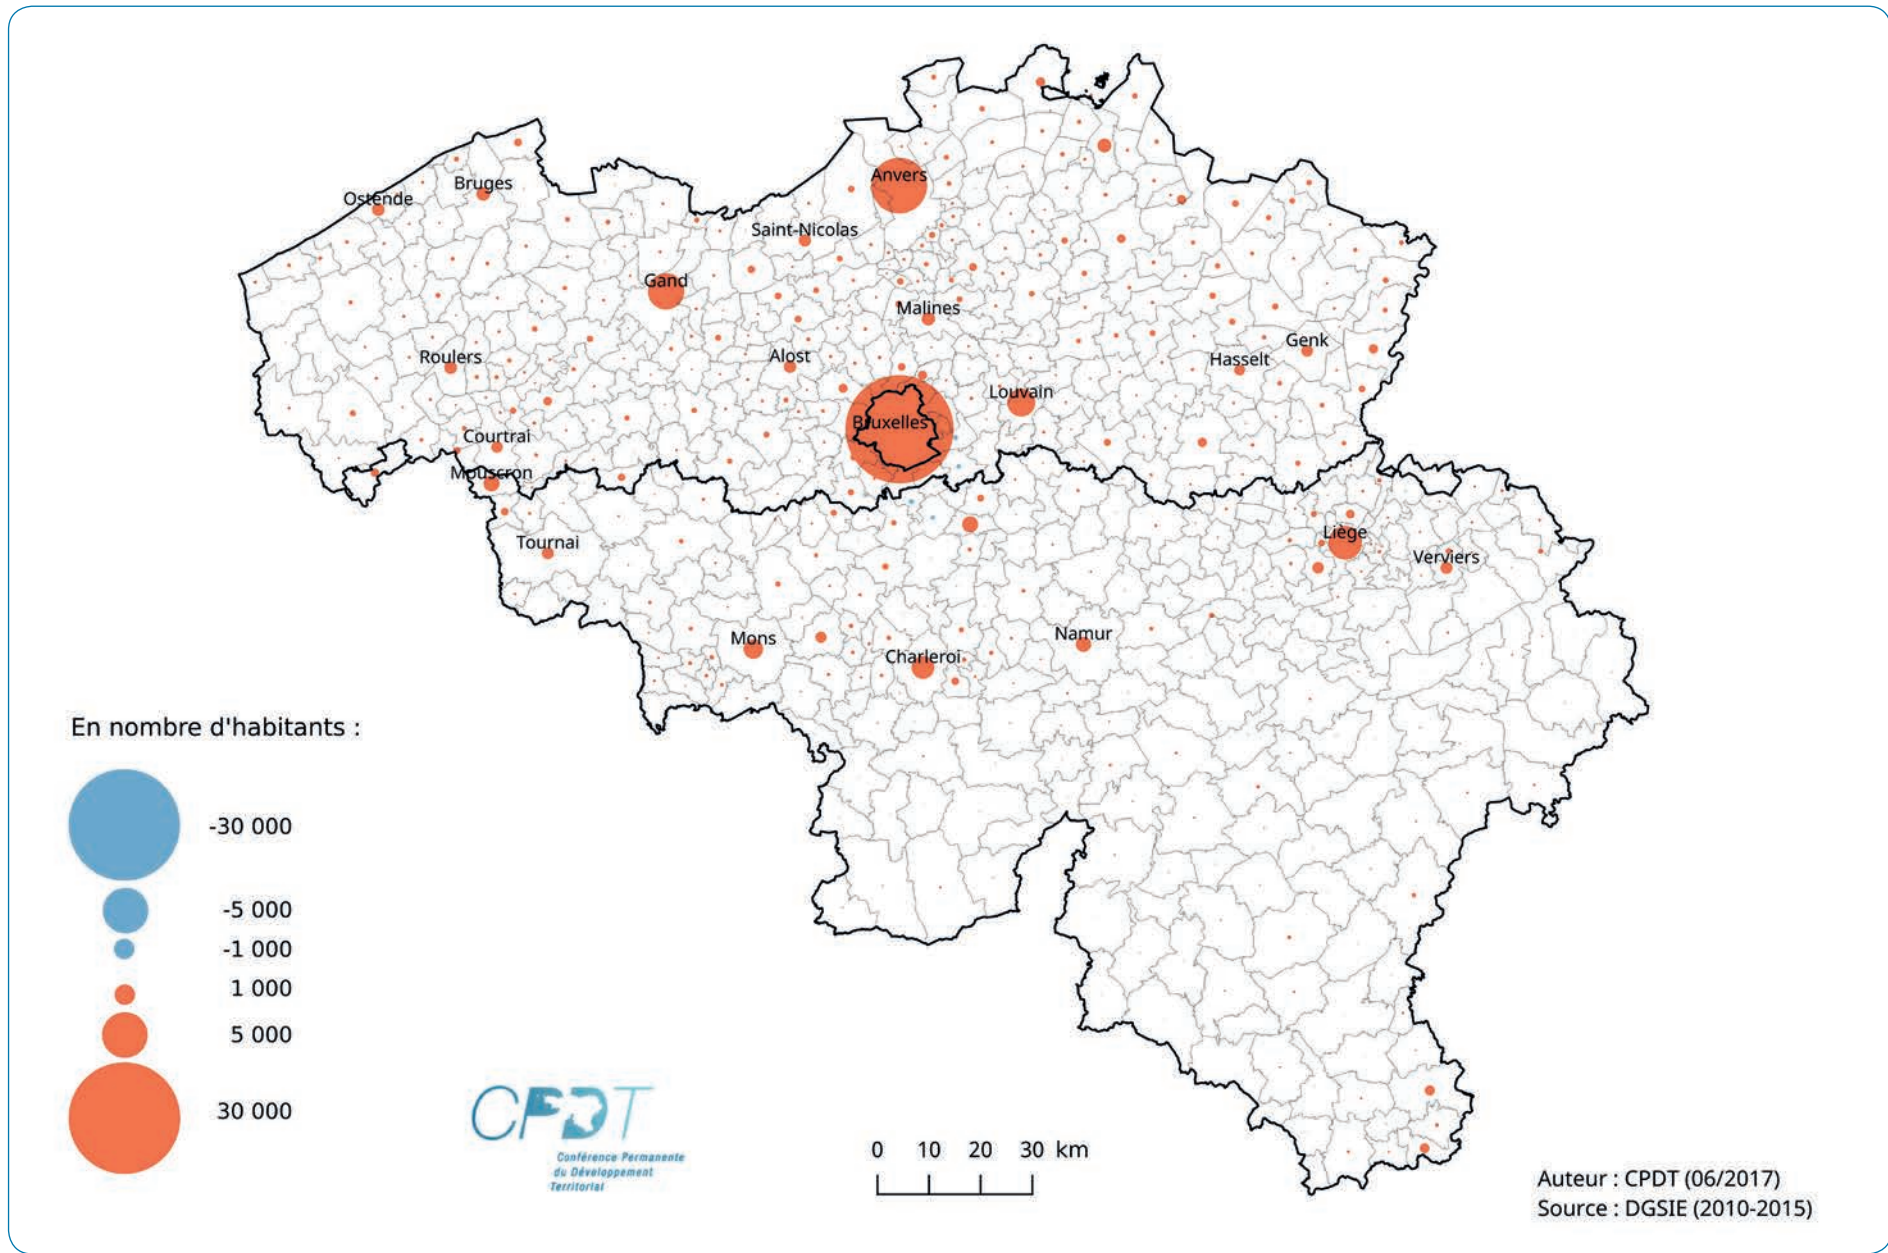 Anvers
Bruges
Ostende
Saint-Nicolas
Gand
Malines
Genk
Roulers
Alost
Hasselt
Louvain
Bruxelles
Courtrai
Mouscron
Liège
Tournai
Verviers
Namur
Mons
Charleroi
En nombre d'habitants :
-30 000
-5 000
-1 000
1 000
5 000
30 000
CPDT
Conférence Permanente
du Développement
Territorial
0 10 20 30 km
Auteur : CPDT (06/2017)
Source : DGSIE (2010-2015)